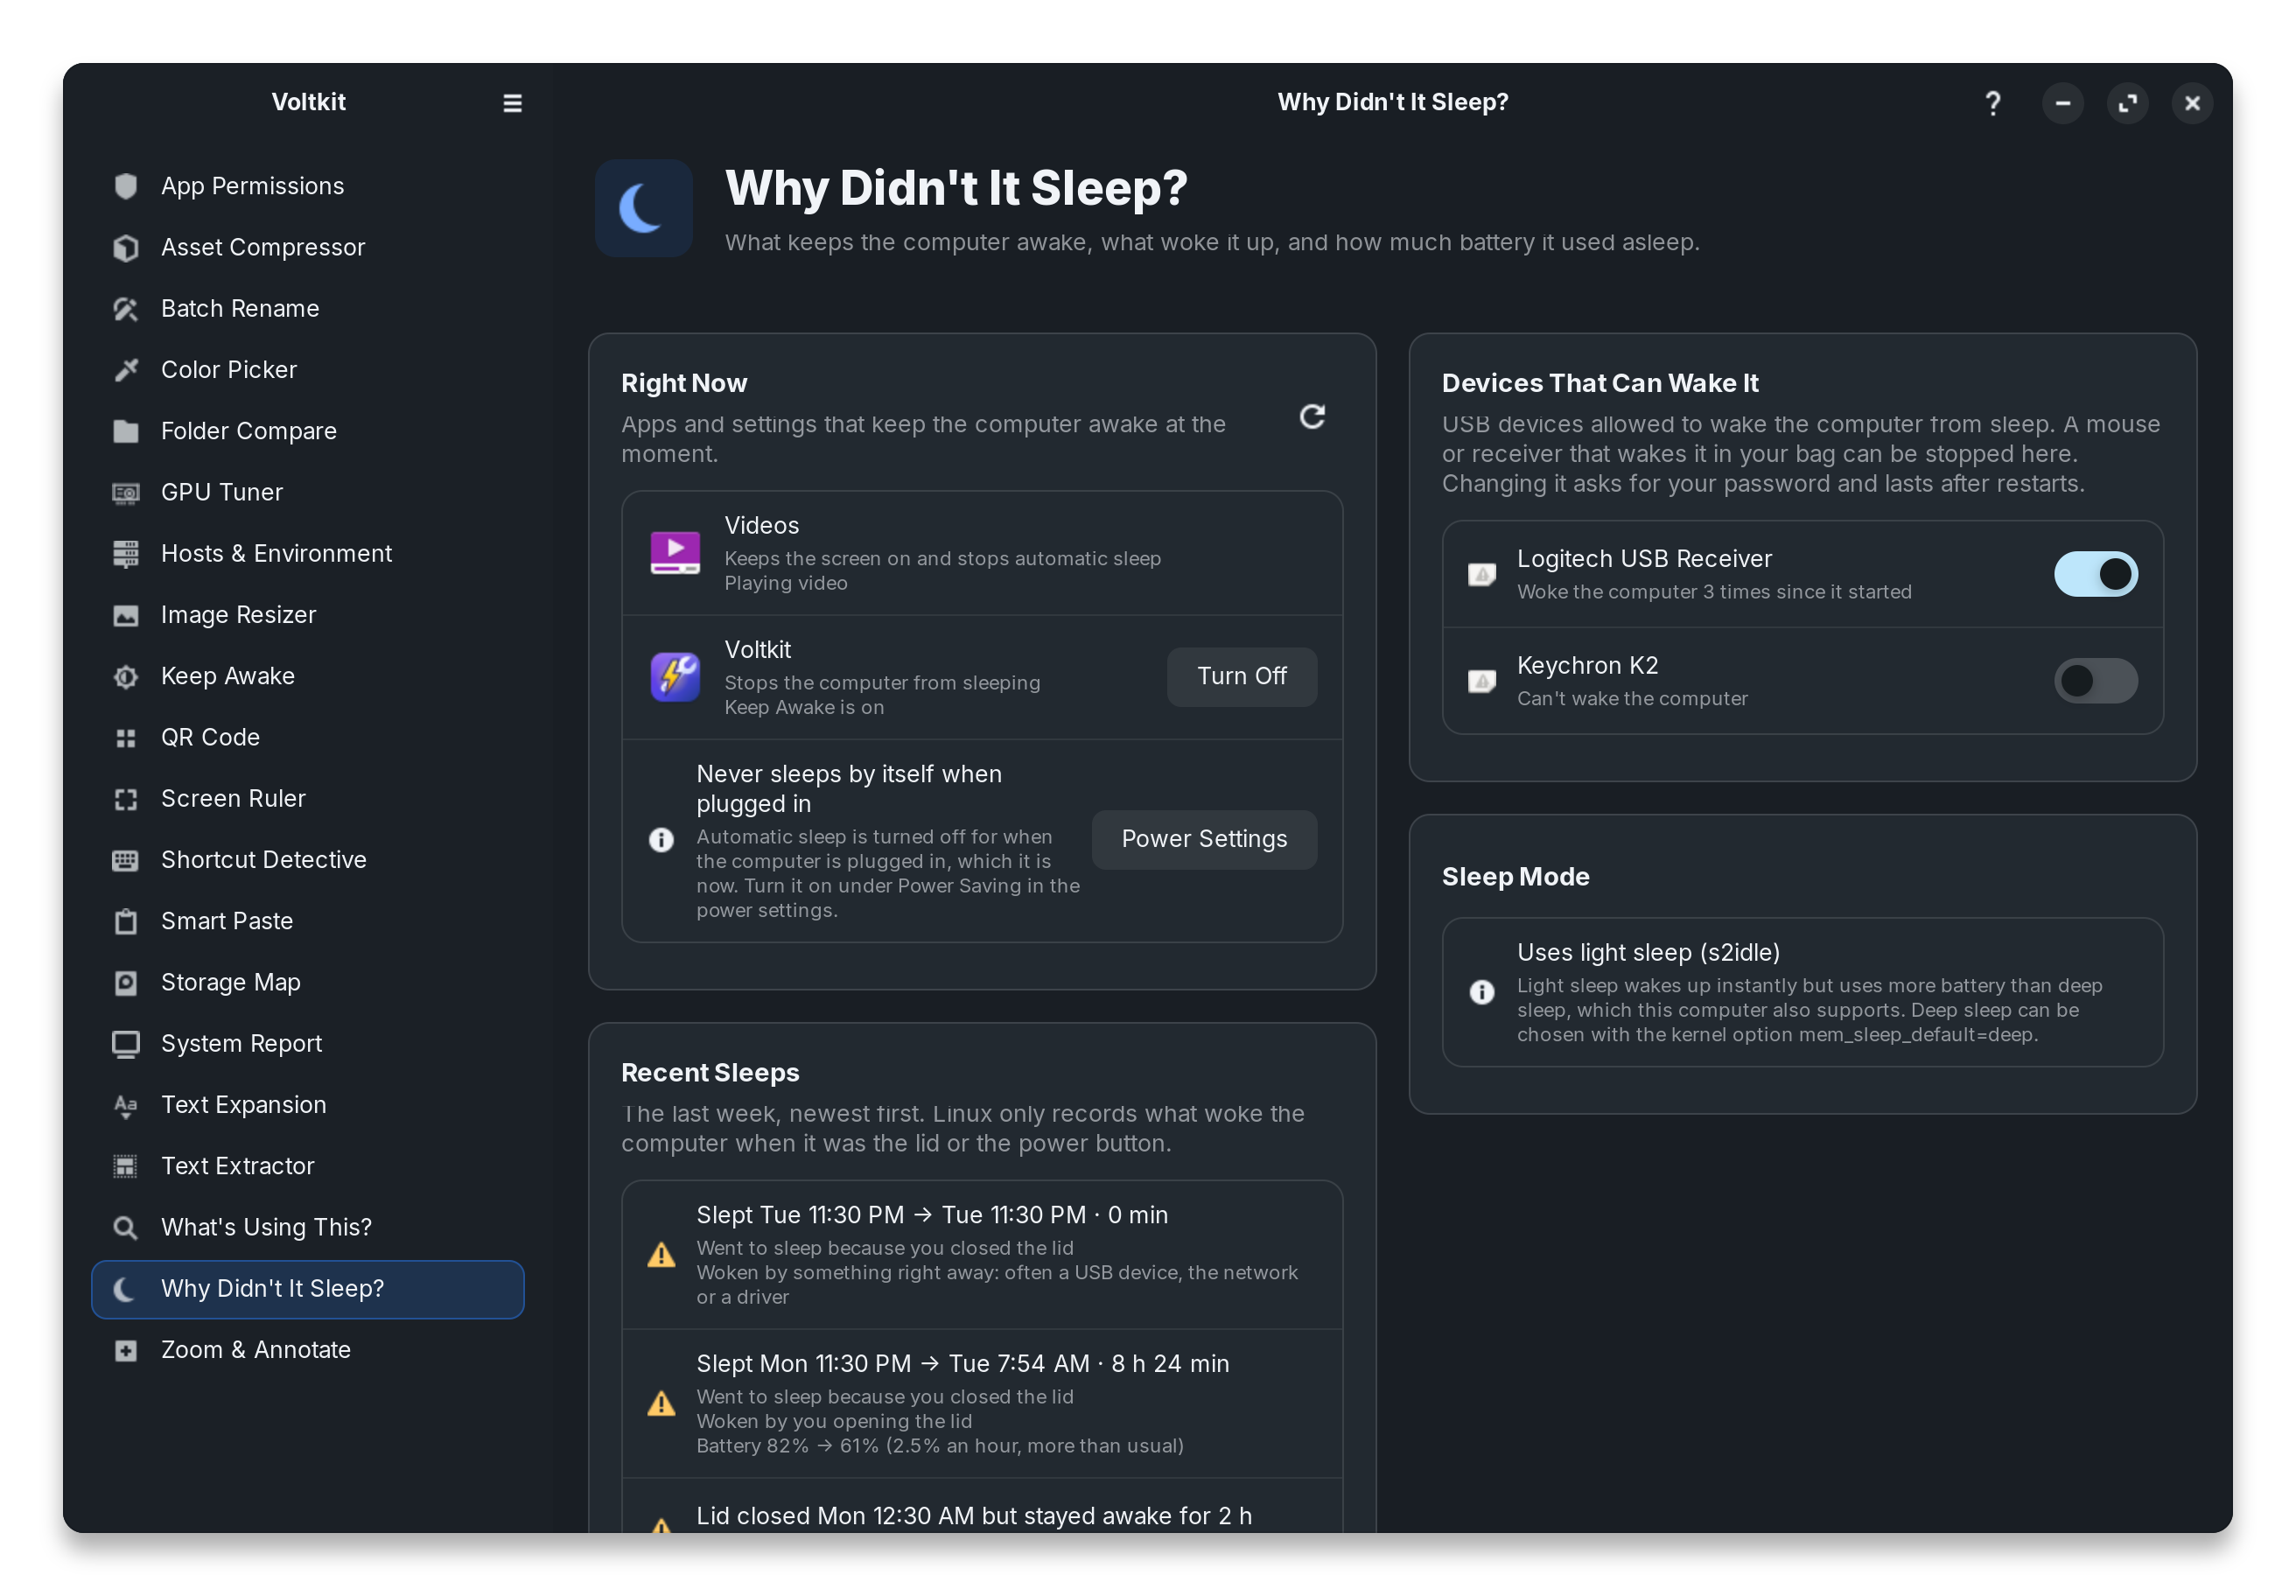 Voltkit
Why Didn't It Sleep?
?
App Permissions
Asset Compressor
Batch Rename
Color Picker
Folder Compare
GPU Tuner
Hosts & Environment
Image Resizer
Keep Awake
QR Code
Screen Ruler
Shortcut Detective
Smart Paste
Storage Map
System Report
Text Expansion
Text Extractor
What's Using This?
Why Didn't It Sleep?
Zoom & Annotate
Why Didn't It Sleep?
What keeps the computer awake, what woke it up, and how much battery it used asleep.
Right Now
Apps and settings that keep the computer awake at the
moment.
Videos
Keeps the screen on and stops automatic sleep
Playing video
Voltkit
Stops the computer from sleeping
Keep Awake is on
Turn Off
Never sleeps by itself when
plugged in
Automatic sleep is turned off for when
the computer is plugged in, which it is
now. Turn it on under Power Saving in the
power settings.
Power Settings
Recent Sleeps
The last week, newest first. Linux only records what woke the
computer when it was the lid or the power button.
Slept Tue 11:30 PM → Tue 11:30 PM · 0 min
Went to sleep because you closed the lid
Woken by something right away: often a USB device, the network
or a driver
Slept Mon 11:30 PM → Tue 7:54 AM · 8 h 24 min
Went to sleep because you closed the lid
Woken by you opening the lid
Battery 82% → 61% (2.5% an hour, more than usual)
Lid closed Mon 12:30 AM but stayed awake for 2 h
Devices That Can Wake It
USB devices allowed to wake the computer from sleep. A mouse
or receiver that wakes it in your bag can be stopped here.
Changing it asks for your password and lasts after restarts.
Logitech USB Receiver
Woke the computer 3 times since it started
Keychron K2
Can't wake the computer
Sleep Mode
Uses light sleep (s2idle)
Light sleep wakes up instantly but uses more battery than deep
sleep, which this computer also supports. Deep sleep can be
chosen with the kernel option mem_sleep_default=deep.